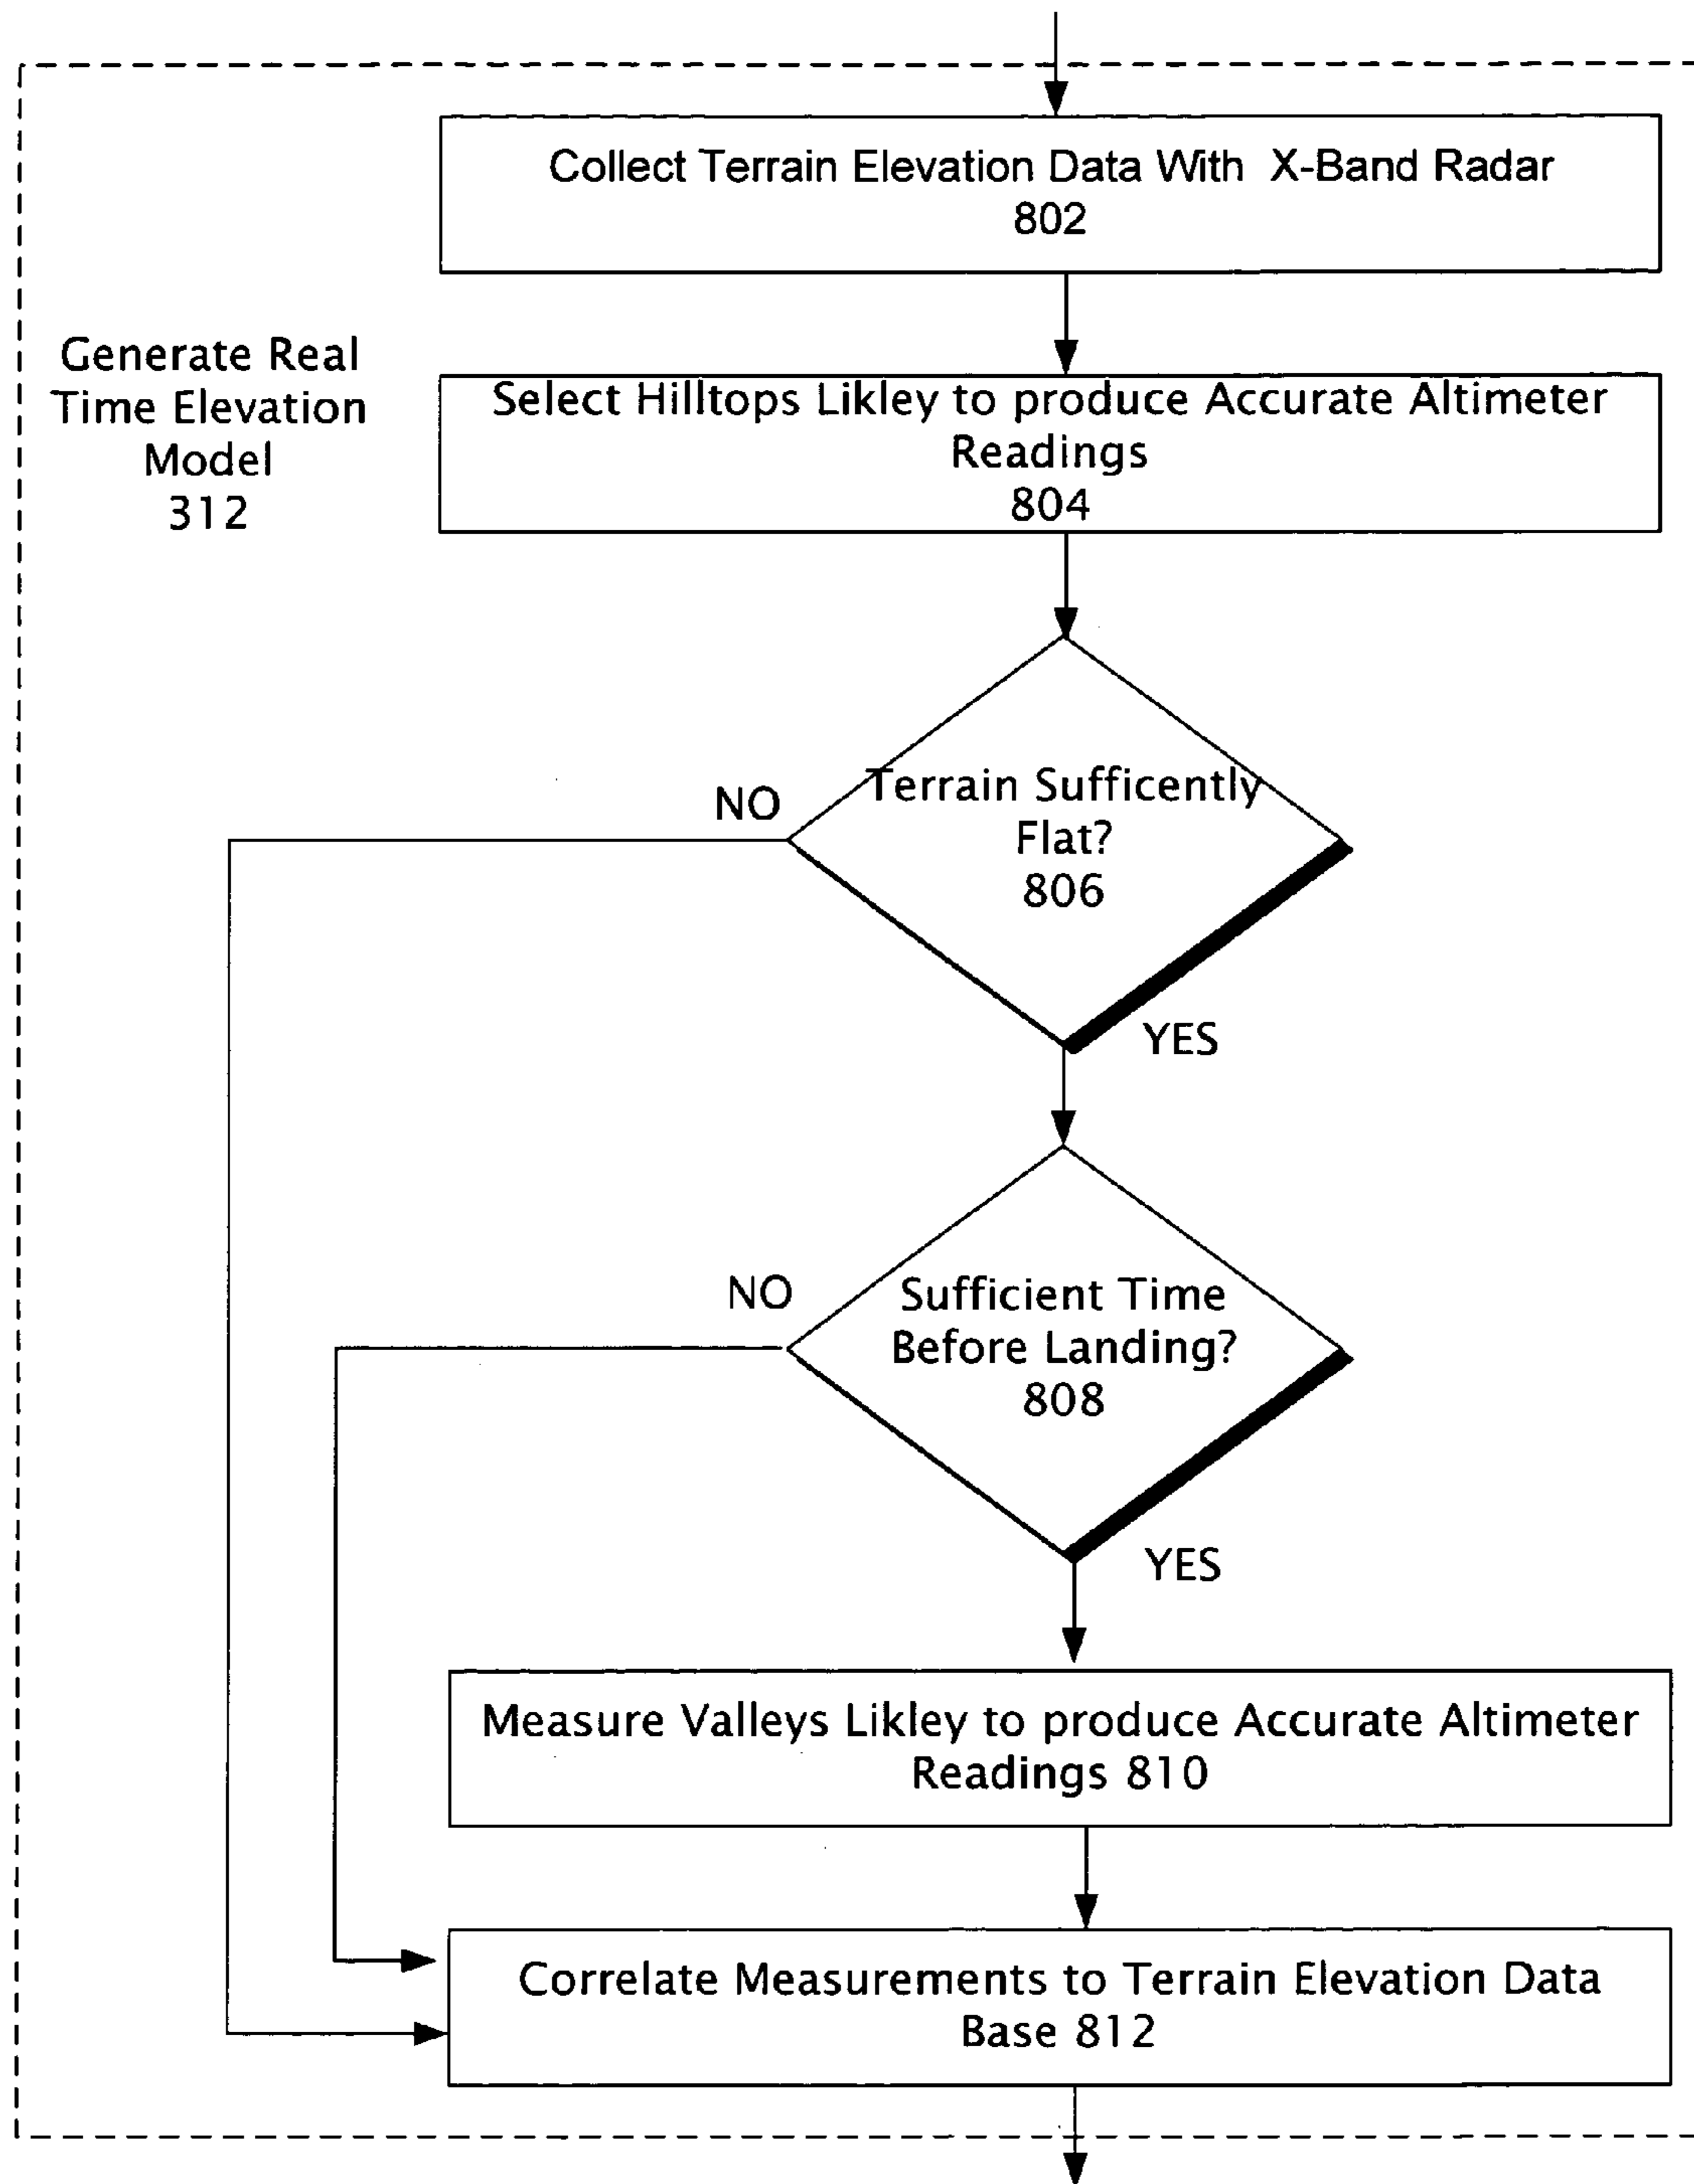 Collect Terrain Elevation Data With X-Band Radar
802
Generate Real
Time Elevation
Model
312
Select Hilltops Likley to produce Accurate Altimeter
Readings
804
NO
Terrain Sufficently
Flat?
806
YES
NO
Sufficient Time
Before Landing?
808
YES
Measure Valleys Likley to produce Accurate Altimeter
Readings 810
Correlate Measurements to Terrain Elevation Data
Base 812